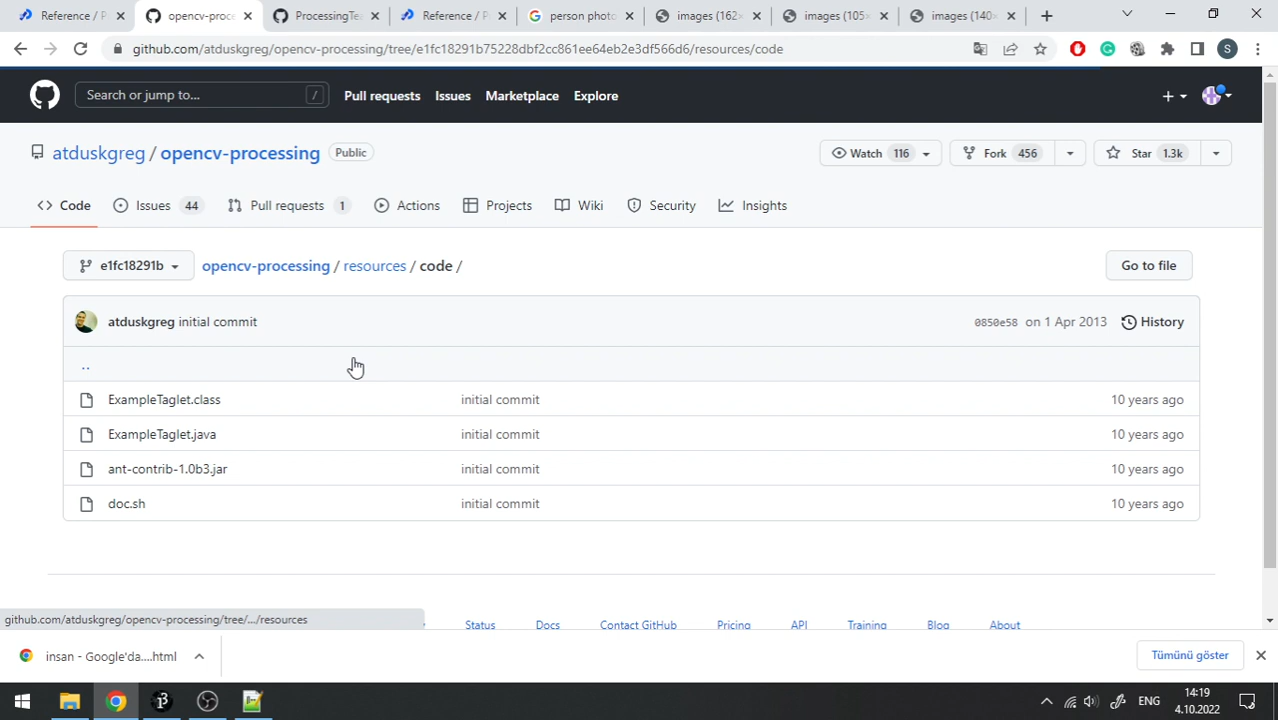 Reference / P
opencv-proce
ProcessingTea
Reference / P
person photo
images (162×
images (105×
images (140×
github.com/atduskgreg/opencv-processing/tree/e1fc18291b75228dbf2cc861ee64eb2e3df566d6/resources/code
S
Search or jump to...
/
Pull requests
Issues
Marketplace
Explore
atduskgreg / opencv-processing
Public
Watch 116
Fork 456
Star 1.3k
Code
Issues 44
Pull requests 1
Actions
Projects
Wiki
Security
Insights
e1fc18291b
opencv-processing / resources / code /
Go to file
atduskgreg initial commit
0850e58 on 1 Apr 2013
History
..
ExampleTaglet.class initial commit 10 years ago
ExampleTaglet.java initial commit 10 years ago
ant-contrib-1.0b3.jar initial commit 10 years ago
doc.sh initial commit 10 years ago
github.com/atduskgreg/opencv-processing/tree/.../resources
Status
Docs
Contact GitHub
Pricing
API
Training
Blog
About
insan - Google'da....html
Tümünü göster
ENG
14:19
4.10.2022